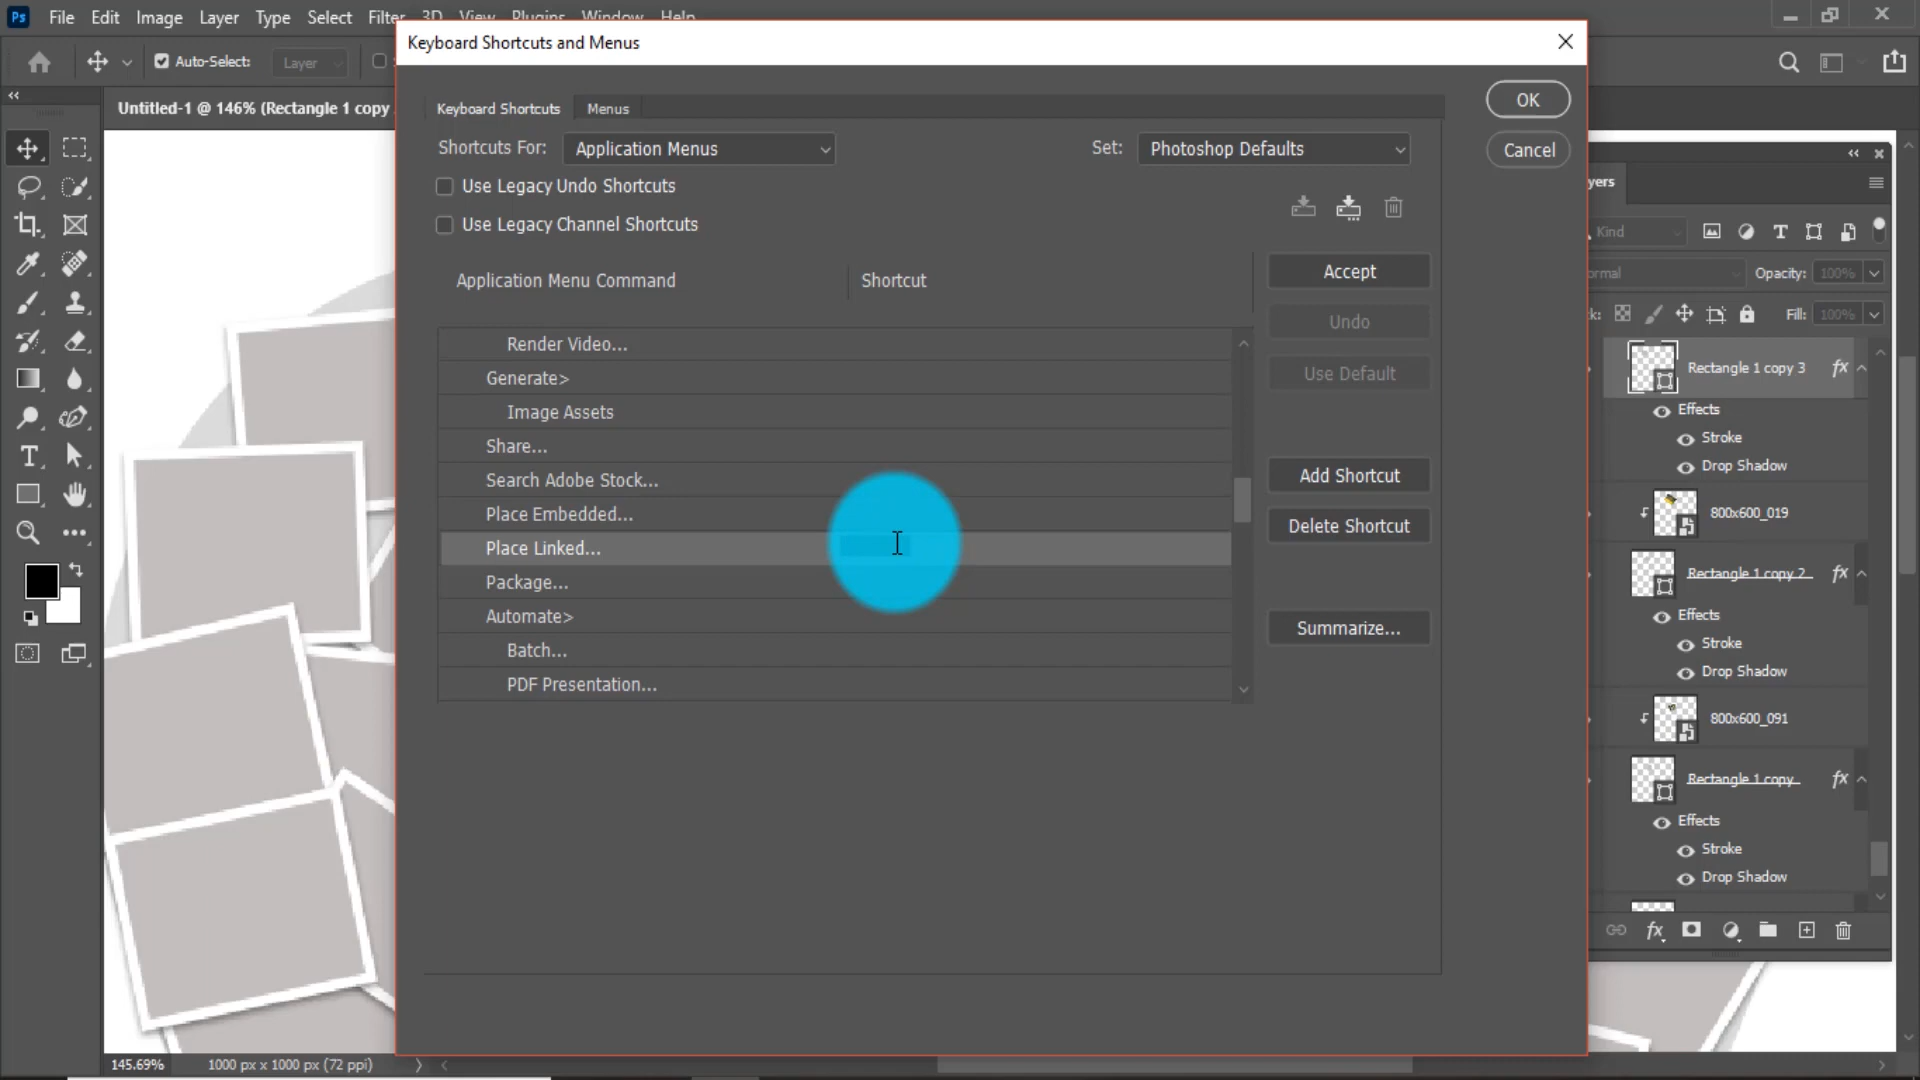 Ps File Edit Image Layer Type Select Filter 3D View Plugins Window Help
Auto-Select: Layer
Keyboard Shortcuts and Menus
Untitled-1 @ 146% (Rectangle 1 copy
Keyboard Shortcuts Menus
Shortcuts For: Application Menus Set: Photoshop Defaults
Use Legacy Undo Shortcuts
Use Legacy Channel Shortcuts
Application Menu Command Shortcut
Render Video...
Generate>
Image Assets
Share...
Search Adobe Stock...
Place Embedded...
Place Linked...
Package...
Automate>
Batch...
PDF Presentation...
OK
Cancel
Accept
Undo
Use Default
Add Shortcut
Delete Shortcut
Summarize...
yers
Kind
ormal Opacity: 100%
k: Fill: 100%
Rectangle 1 copy 3 fx
Effects
Stroke
Drop Shadow
800x600_019
Rectangle 1 copy 2 fx
Effects
Stroke
Drop Shadow
800x600_091
Rectangle 1 copy fx
Effects
Stroke
Drop Shadow
fx
145.69% 1000 px x 1000 px (72 ppi)